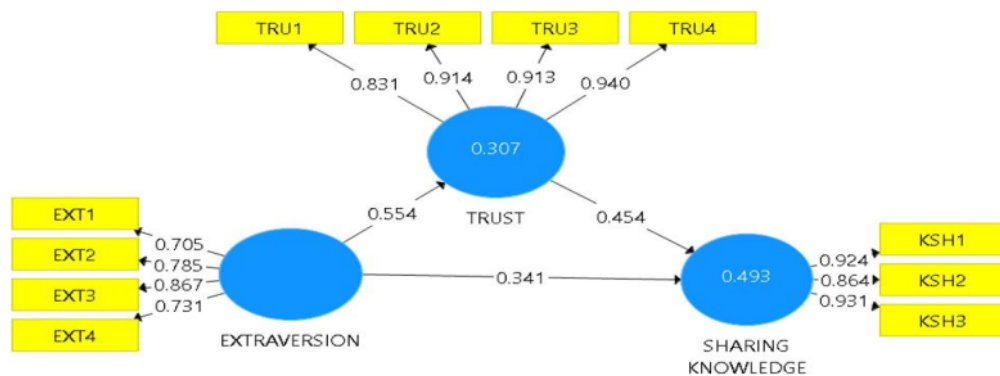 TRU1 TRU2 TRU3 TRU4
0.831 0.914 0.913 0.940
0.307
TRUST
0.554
0.454
EXT1
EXT2
EXT3
EXT4
0.705
0.785
0.867
0.731
EXTRAVERSION
0.341
0.493
SHARING
KNOWLEDGE
0.924
0.864
0.931
KSH1
KSH2
KSH3